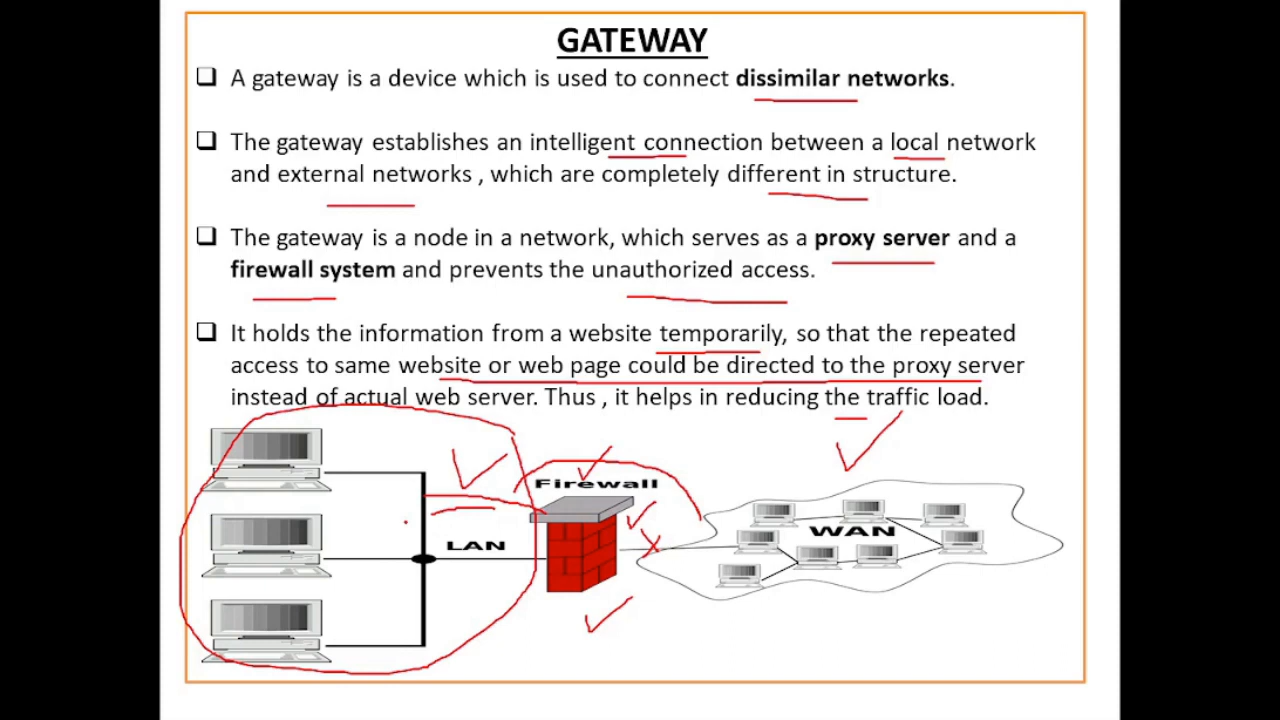 GATEWAY
A gateway is a device which is used to connect dissimilar networks.
The gateway establishes an intelligent connection between a local network
and external networks , which are completely different in structure.
The gateway is a node in a network, which serves as a proxy server and a
firewall system and prevents the unauthorized access.
It holds the information from a website temporarily, so that the repeated
access to same website or web page could be directed to the proxy server
instead of actual web server. Thus , it helps in reducing the traffic load.
Firewall
WAN
LAN